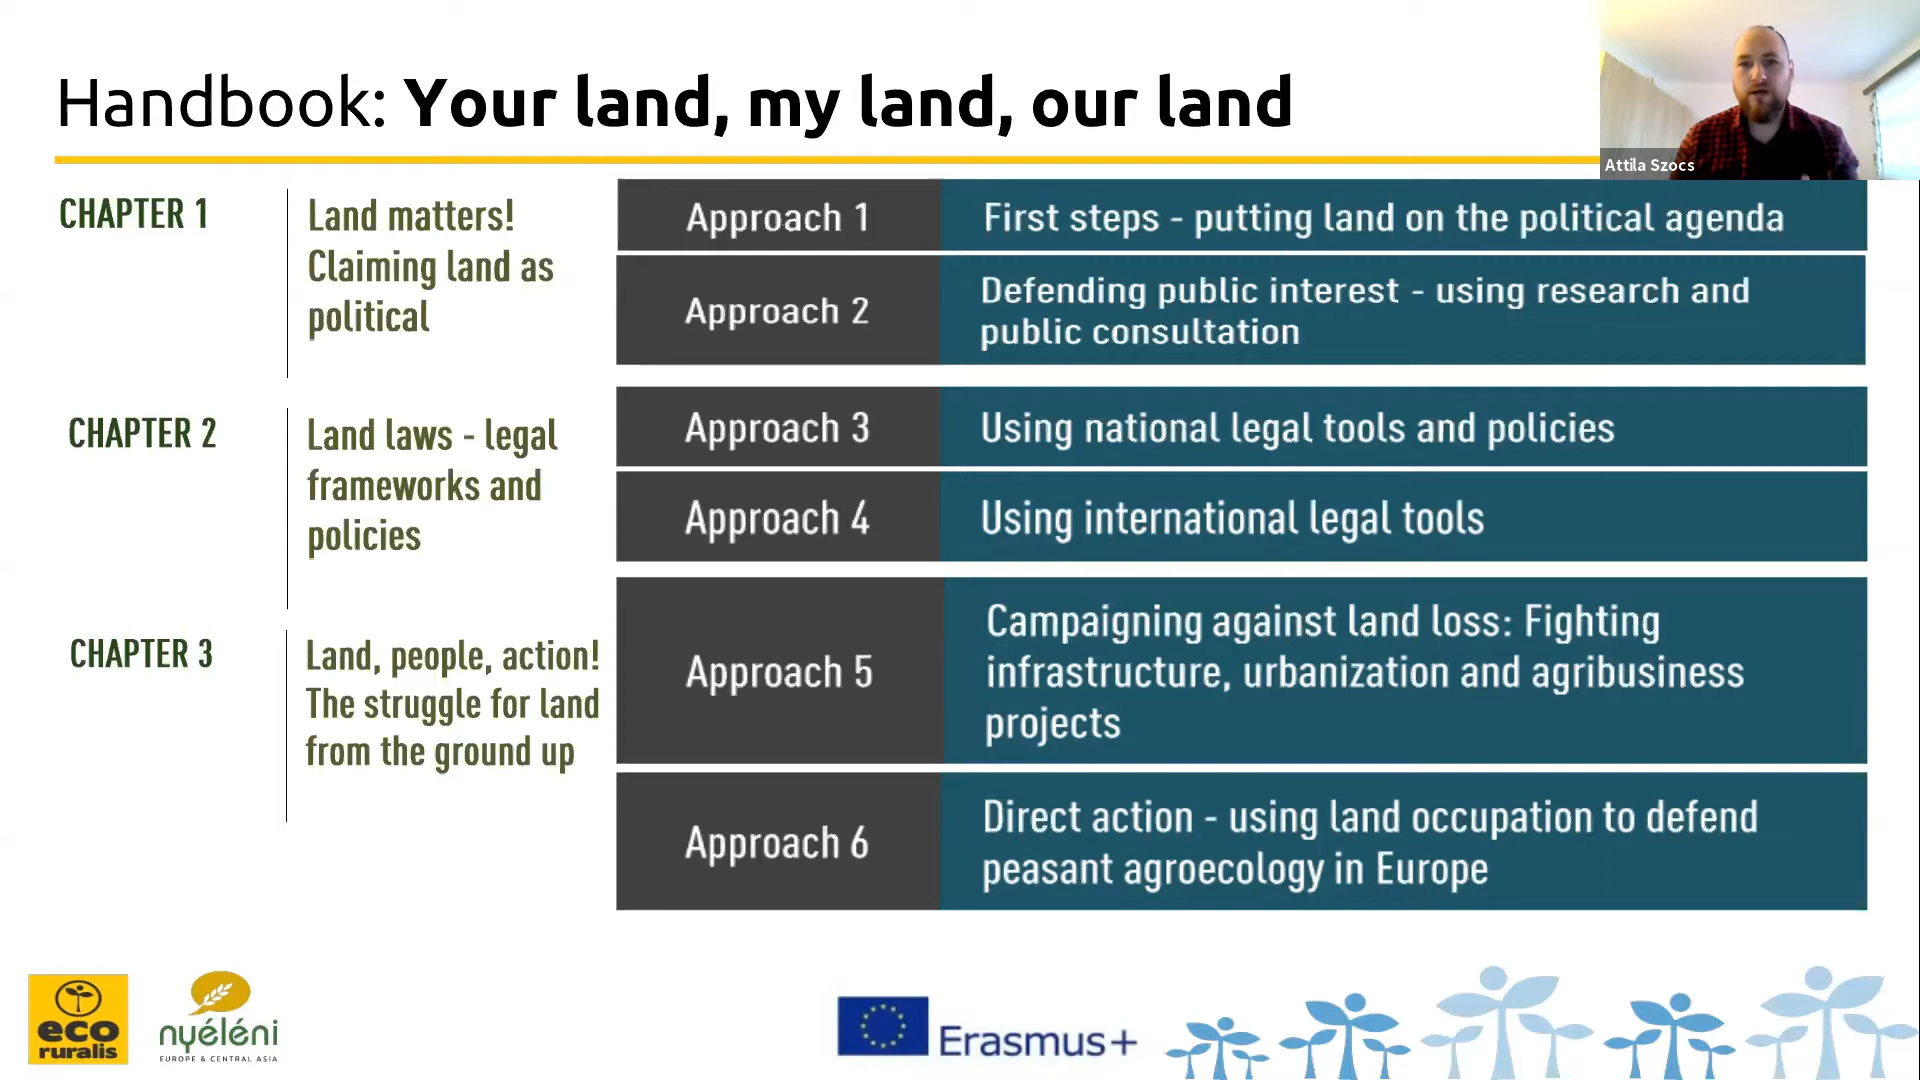 Handbook: Your land, my land, our land
Attila Szocs
CHAPTER 1
Land matters!
Claiming land as
political
Approach 1
First steps - putting land on the political agenda
Approach 2
Defending public interest - using research and
public consultation
CHAPTER 2
Land laws - legal
frameworks and
policies
Approach 3
Using national legal tools and policies
Approach 4
Using international legal tools
CHAPTER 3
Land, people, action!
The struggle for land
from the ground up
Approach 5
Campaigning against land loss: Fighting
infrastructure, urbanization and agribusiness
projects
Approach 6
Direct action - using land occupation to defend
peasant agroecology in Europe
eco
ruralis
nyéléni
EUROPE & CENTRAL ASIA
Erasmus+